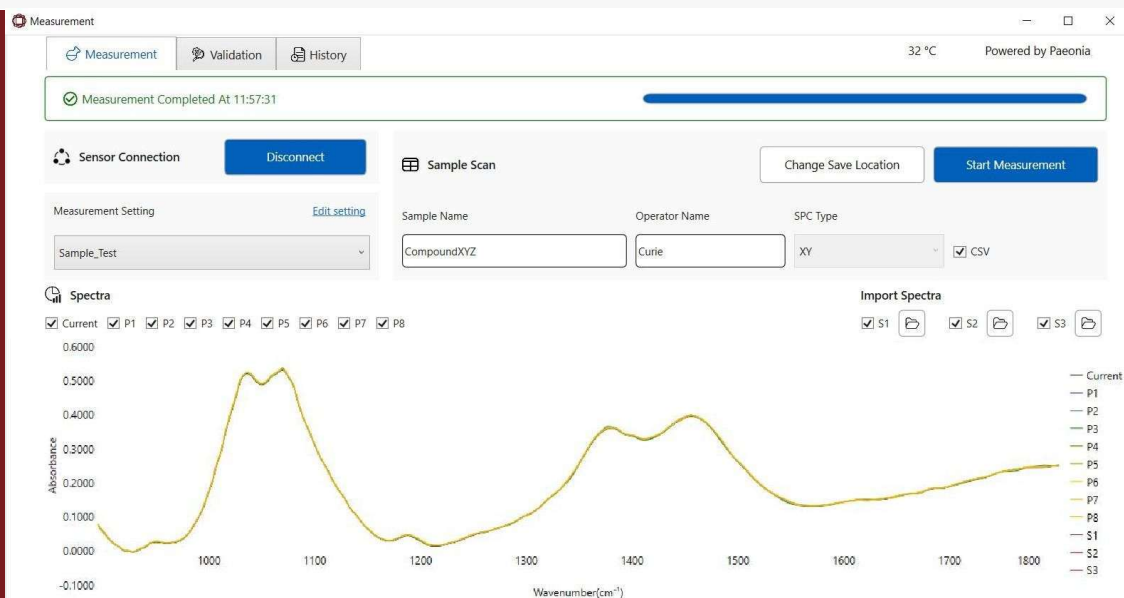 Measurement
Measurement Validation History 32 °C Powered by Paeonia
Measurement Completed At 11:57:31
Sensor Connection Disconnect
Sample Scan Change Save Location Start Measurement
Measurement Setting Edit setting
Sample_Test
Sample Name Operator Name SPC Type
CompoundXYZ Curie XY CSV
Spectra
Current P1 P2 P3 P4 P5 P6 P7 P8
Import Spectra
S1 S2 S3
0.6000
0.5000
0.4000
0.3000
0.2000
0.1000
0.0000
-0.1000
Absorbance
1000 1100 1200 1300 1400 1500 1600 1700 1800
Wavenumber(cm⁻¹)
Current
P1
P2
P3
P4
P5
P6
P7
P8
S1
S2
S3